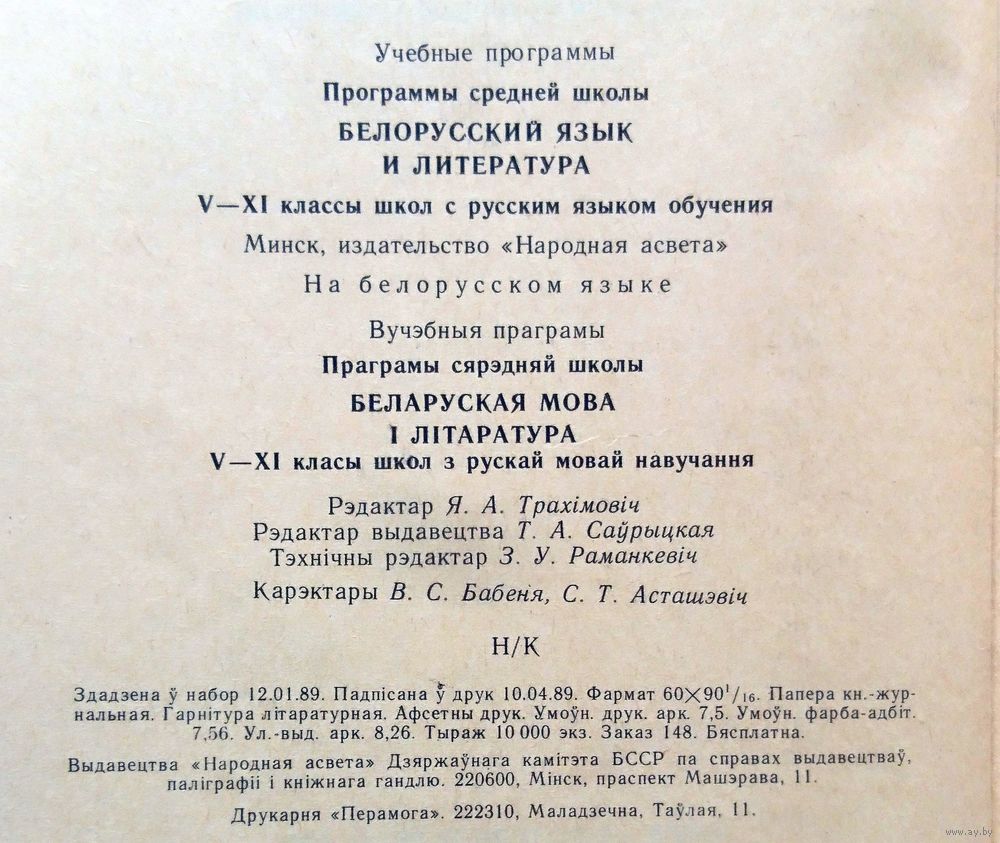 Учебные программы
Программы средней школы
БЕЛОРУССКИЙ ЯЗЫК
И ЛИТЕРАТУРА
V—XI классы школ с русским языком обучения
Минск, издательство «Народная асвета»
На белорусском языке
Вучэбныя праграмы
Праграмы сярэдняй школы
БЕЛАРУСКАЯ МОВА
І ЛІТАРАТУРА
V—XI класы школ з рускай мовай навучання
Рэдактар Я. А. Трахімовіч
Рэдактар выдавецтва Т. А. Саўрыцкая
Тэхнічны рэдактар З. У. Раманкевіч
Карэктары В. С. Бабеня, С. Т. Асташэвіч
Н/К
Здадзена ў набор 12.01.89. Падпісана ў друк 10.04.89. Фармат 60×90¹/₁₆. Папера кн.-жур-
нальная. Гарнітура літаратурная. Афсетны друк. Умоўн. друк. арк. 7,5. Умоўн. фарба-адбіт.
7,56. Ул.-выд. арк. 8,26. Тыраж 10 000 экз. Заказ 148. Бясплатна.
Выдавецтва «Народная асвета» Дзяржаўнага камітэта БССР па справах выдавецтваў,
паліграфіі і кніжнага гандлю. 220600, Мінск, праспект Машэрава, 11.
Друкарня «Перамога». 222310, Маладзечна, Таўлая, 11.
www.ay.by